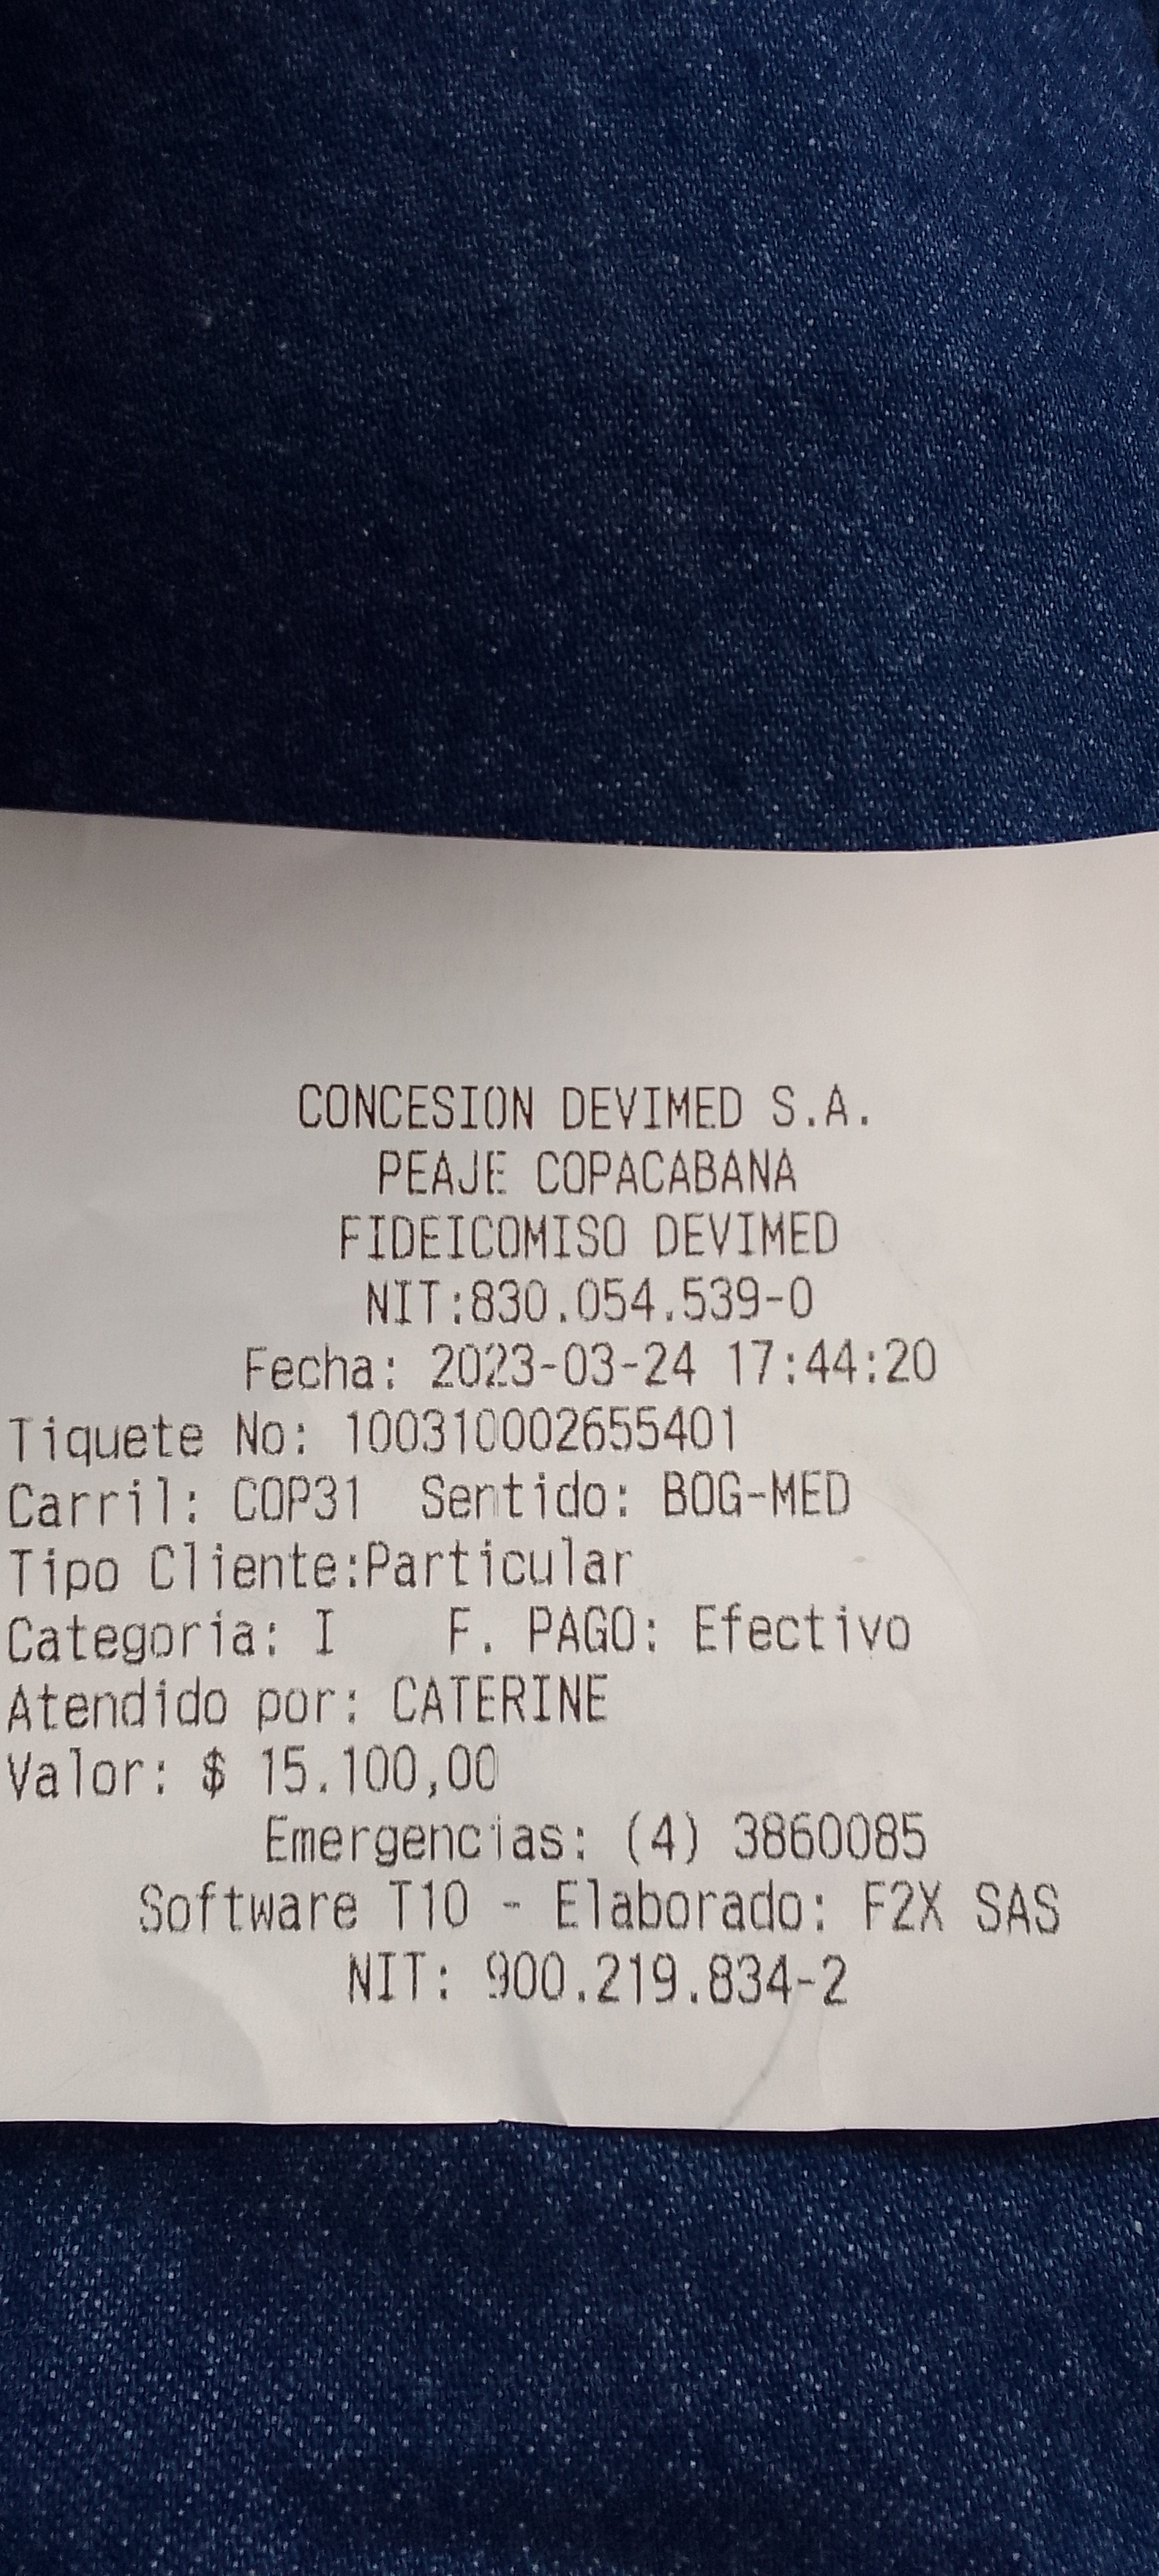 CONCESION DEVIMED S.A.
PEAJE COPACABANA
FIDEICOMISO DEVIMED
NIT:830.054.539-0
Fecha: 2023-03-24 17:44:20
Tiquete No: 100310002655401
Carril: COP31 Sentido: BOG-MED
Tipo Cliente:Particular
Categoria: I F. PAGO: Efectivo
Atendido por: CATERINE
Valor: $ 15.100,00
Emergencias: (4) 3860085
Software T10 - Elaborado: F2X SAS
NIT: 900.219.834-2